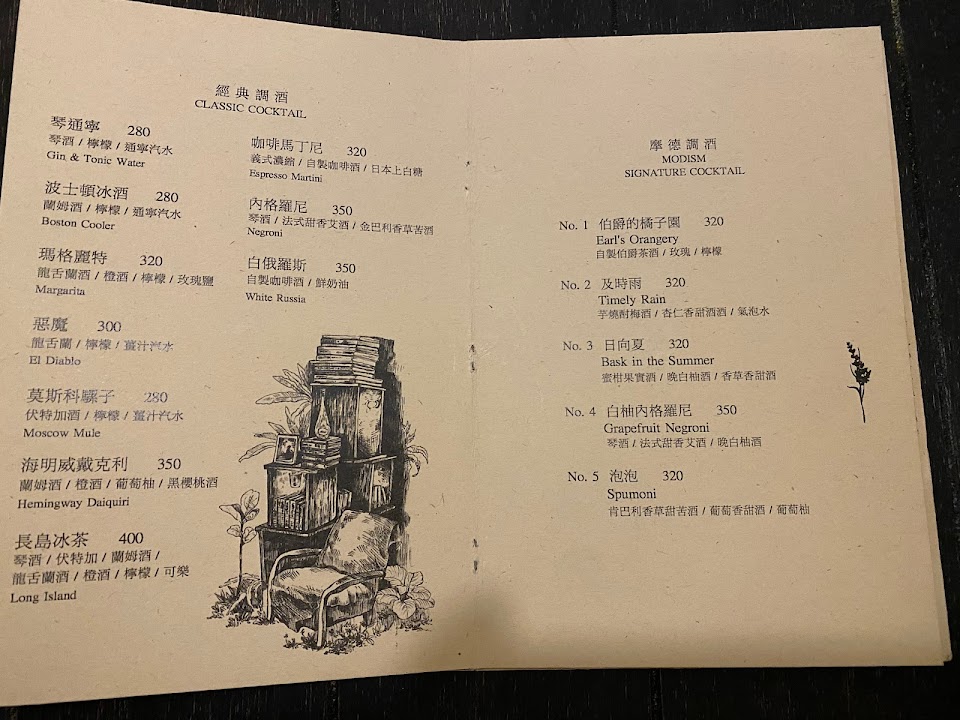 經典調酒
CLASSIC COCKTAIL
琴通寧 280
琴酒 / 檸檬 / 通寧汽水
Gin & Tonic Water
波士頓冰酒 280
蘭姆酒 / 檸檬 / 通寧汽水
Boston Cooler
瑪格麗特 320
龍舌蘭酒 / 橙酒 / 檸檬 / 玫瑰鹽
Margarita
惡魔 300
龍舌蘭 / 檸檬 / 薑汁汽水
El Diablo
莫斯科騾子 280
伏特加酒 / 檸檬 / 薑汁汽水
Moscow Mule
海明威戴克利 350
蘭姆酒 / 橙酒 / 葡萄柚 / 黑櫻桃酒
Hemingway Daiquiri
長島冰茶 400
琴酒 / 伏特加 / 蘭姆酒 /
龍舌蘭酒 / 橙酒 / 檸檬 / 可樂
Long Island
咖啡馬丁尼 320
義式濃縮 / 自製咖啡酒 / 日本上白糖
Espresso Martini
內格羅尼 350
琴酒 / 法式甜香艾酒 / 金巴利香草苦酒
Negroni
白俄羅斯 350
自製咖啡酒 / 鮮奶油
White Russia
摩德調酒
MODISM
SIGNATURE COCKTAIL
No. 1 伯爵的橘子園 320
Earl's Orangery
自製伯爵茶酒 / 玫瑰 / 檸檬
No. 2 及時雨 320
Timely Rain
芋燒酎梅酒 / 杏仁香甜酒酒 / 氣泡水
No. 3 日向夏 320
Bask in the Summer
蜜柑果實酒 / 晚白柚酒 / 香草香甜酒
No. 4 白柚內格羅尼 350
Grapefruit Negroni
琴酒 / 法式甜香艾酒 / 晚白柚酒
No. 5 泡泡 320
Spumoni
肯巴利香草甜苦酒 / 葡萄香甜酒 / 葡萄柚